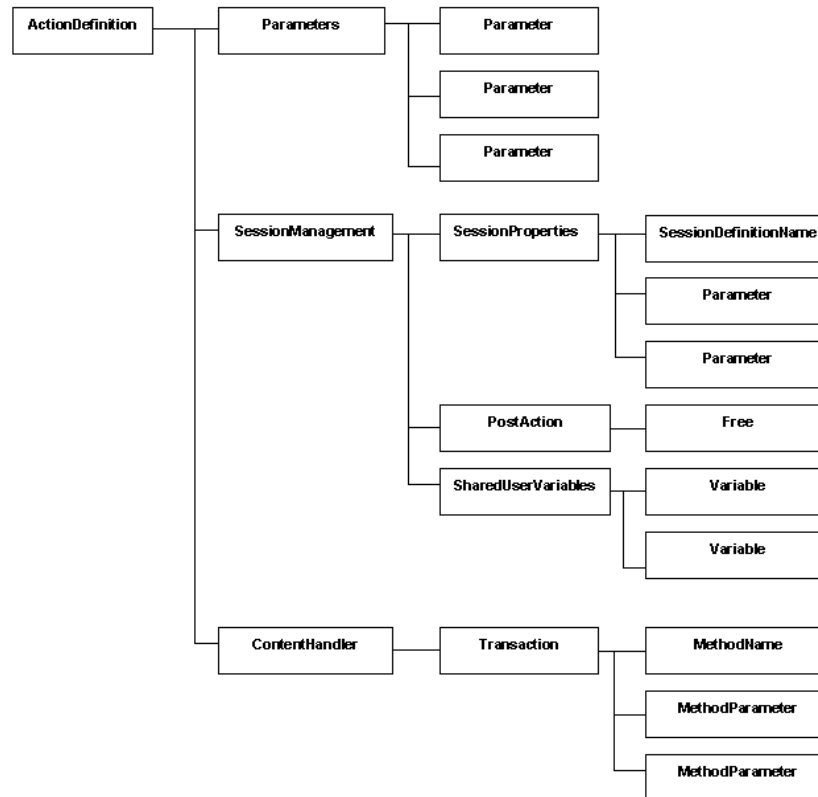 ActionDefinition
Parameters
Parameter
Parameter
Parameter
SessionManagement
SessionProperties
SessionDefinitionName
Parameter
Parameter
PostAction
Free
SharedUserVariables
Variable
Variable
ContentHandler
Transaction
MethodName
MethodParameter
MethodParameter